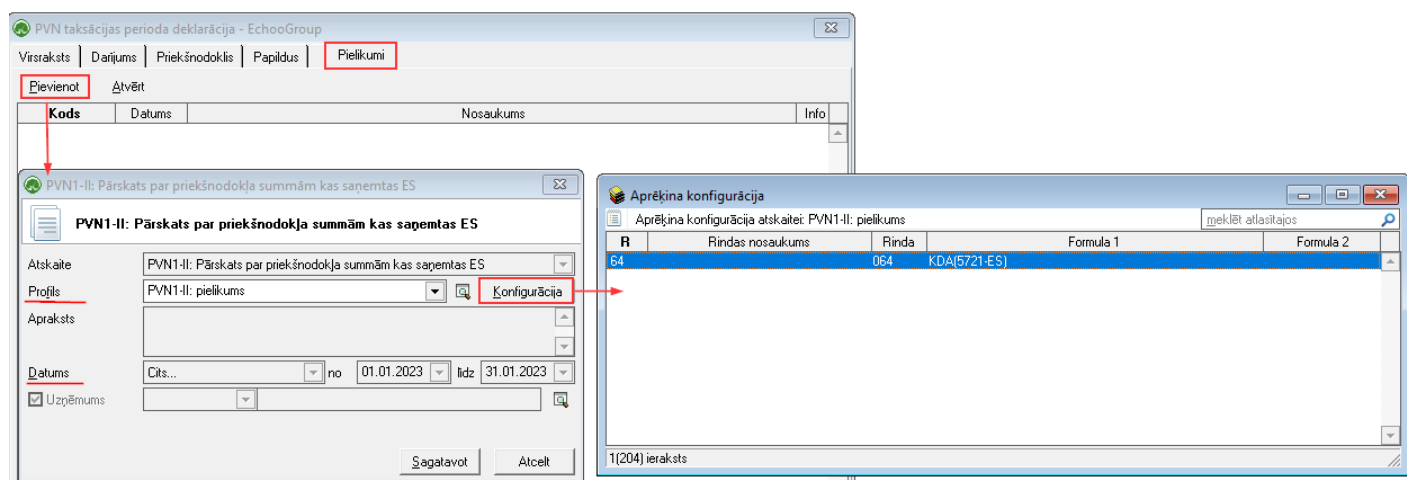 PVN taksācijas perioda deklarācija - EchooGroup
Virsraksts Darījums Priekšnodoklis Papildus Pielikumi
Pievienot Atvērt
Kods Datums Nosaukums Info
PVN1-II: Pārskats par priekšnodokļa summām kas saņemtas ES
PVN1-II: Pārskats par priekšnodokļa summām kas saņemtas ES
Atskaite PVN1-II: Pārskats par priekšnodokļa summām kas saņemtas ES
Profils PVN1-II: pielikums Konfigurācija
Apraksts
Datums Cits... no 01.01.2023 līdz 31.01.2023
Uzņēmums
Sagatavot Atcelt
Aprēķina konfigurācija
Aprēķina konfigurācija atskaitei: PVN1-II: pielikums meklēt atlasītajos
R Rindas nosaukums Rinda Formula 1 Formula 2
64 064 KDA(5721-ES)
1(204) ieraksts